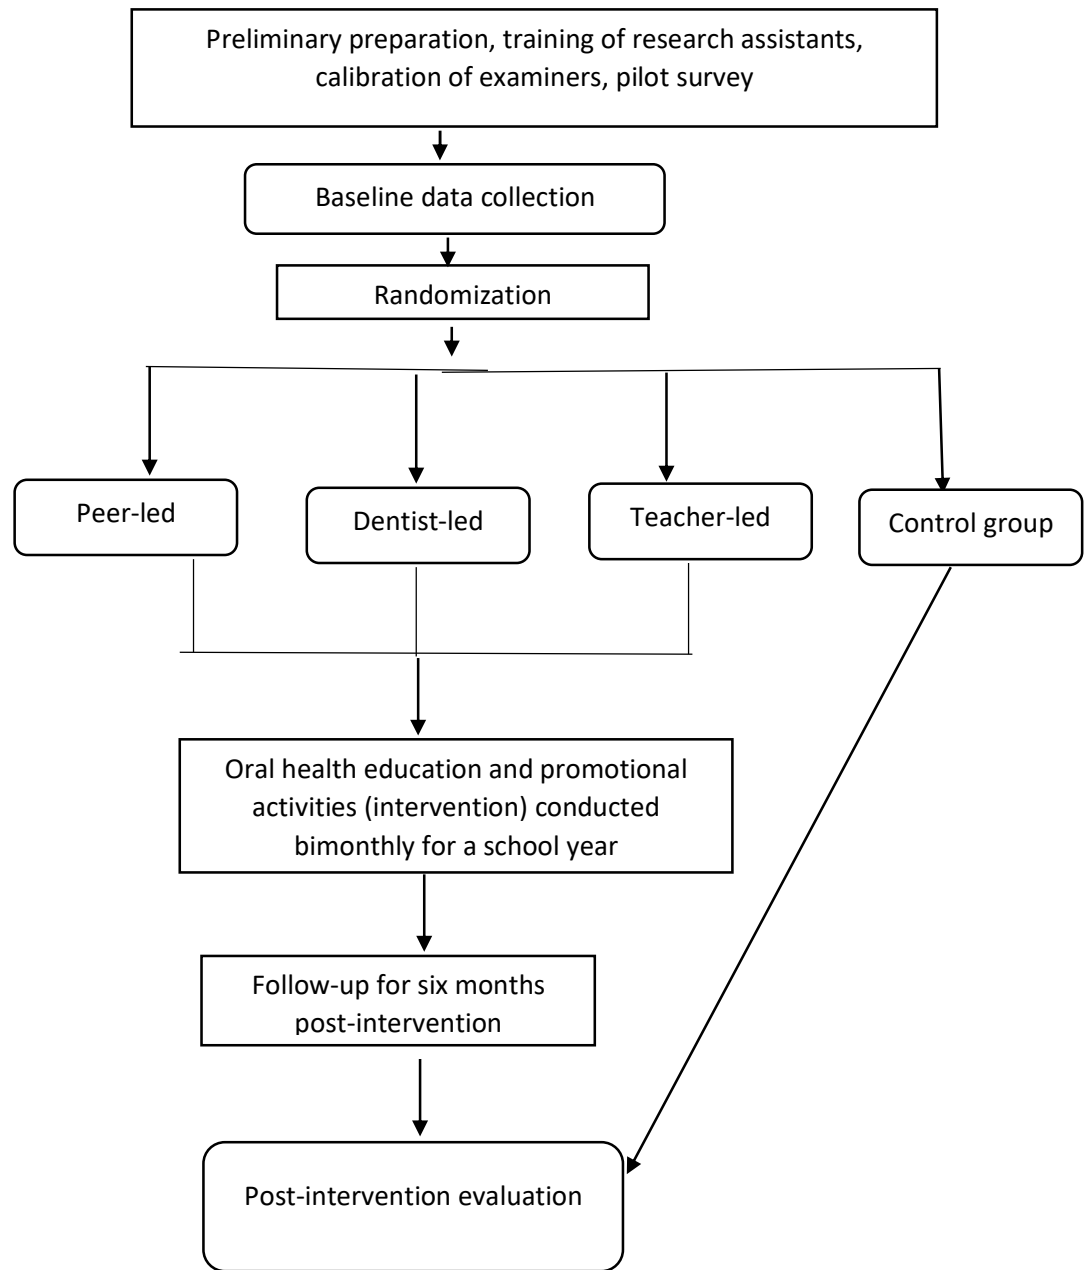 Preliminary preparation, training of research assistants,
calibration of examiners, pilot survey
Baseline data collection
Randomization
Peer-led
Dentist-led
Teacher-led
Control group
Oral health education and promotional
activities (intervention) conducted
bimonthly for a school year
Follow-up for six months
post-intervention
Post-intervention evaluation